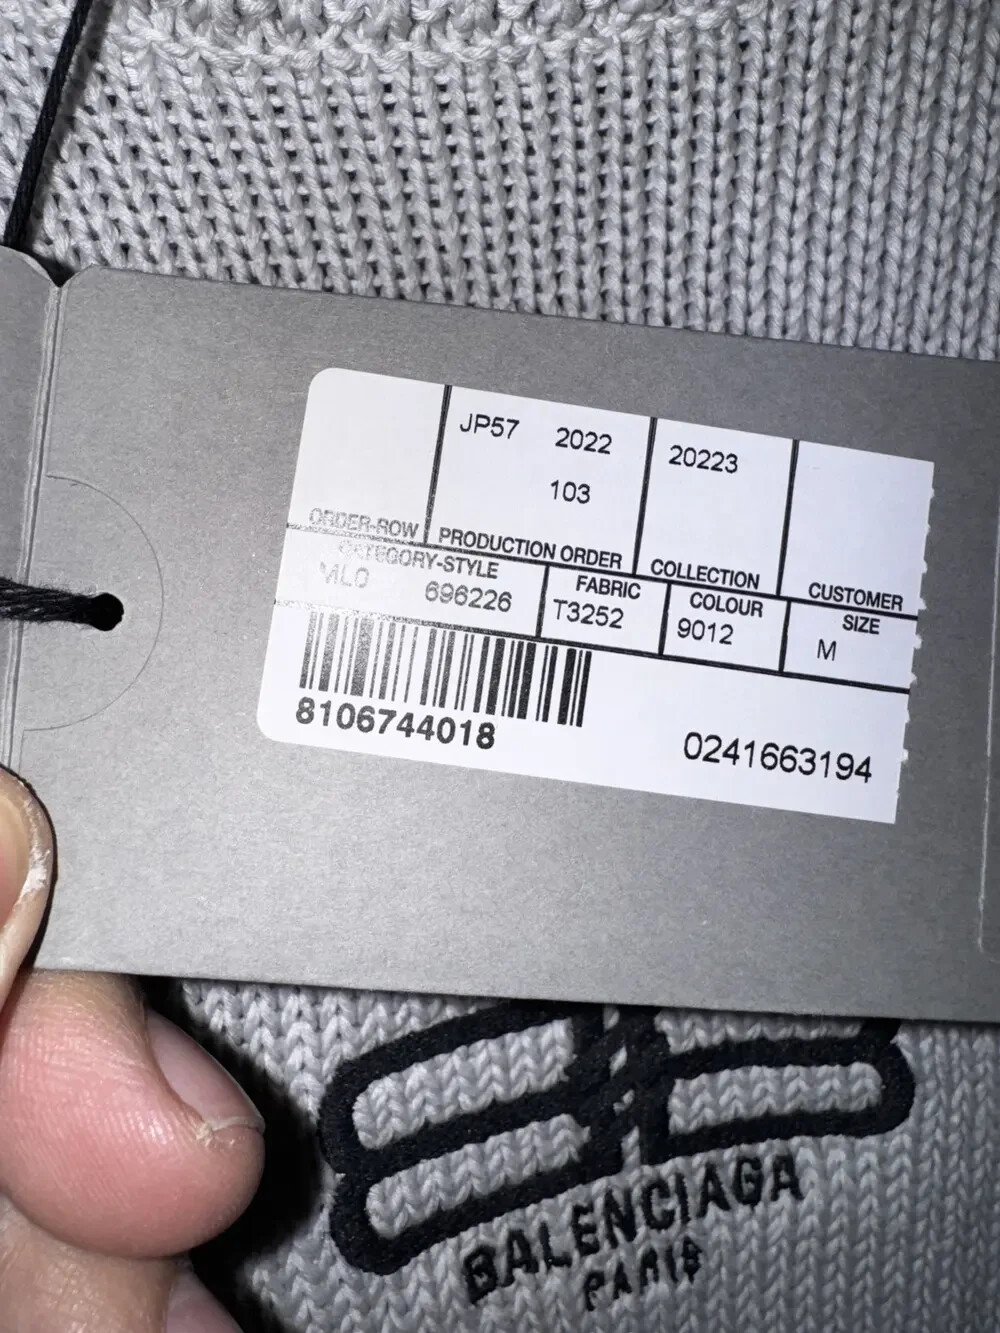 JP57 2022 20223
103
ORDER-ROW PRODUCTION ORDER COLLECTION CUSTOMER
CATEGORY-STYLE FABRIC COLOUR SIZE
ML0 696226 T3252 9012 M
8106744018 0241663194
BALENCIAGA
PARIS